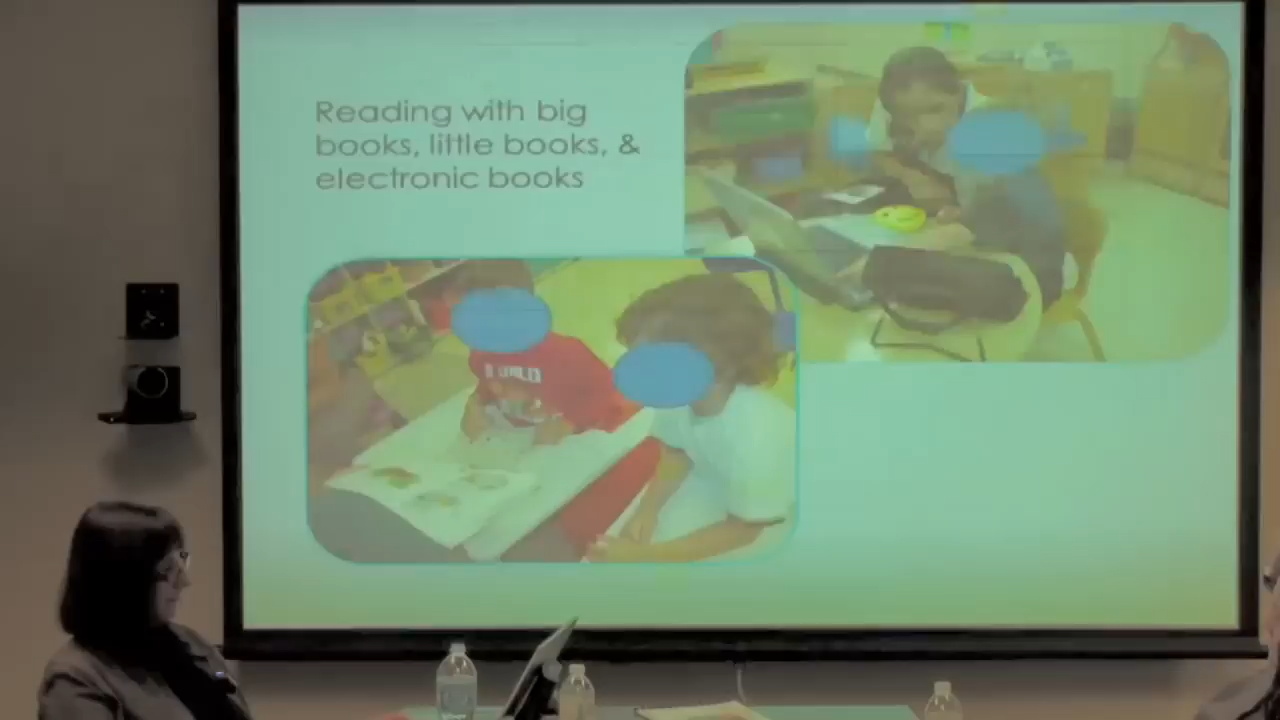 Reading with big
books, little books, &
electronic books